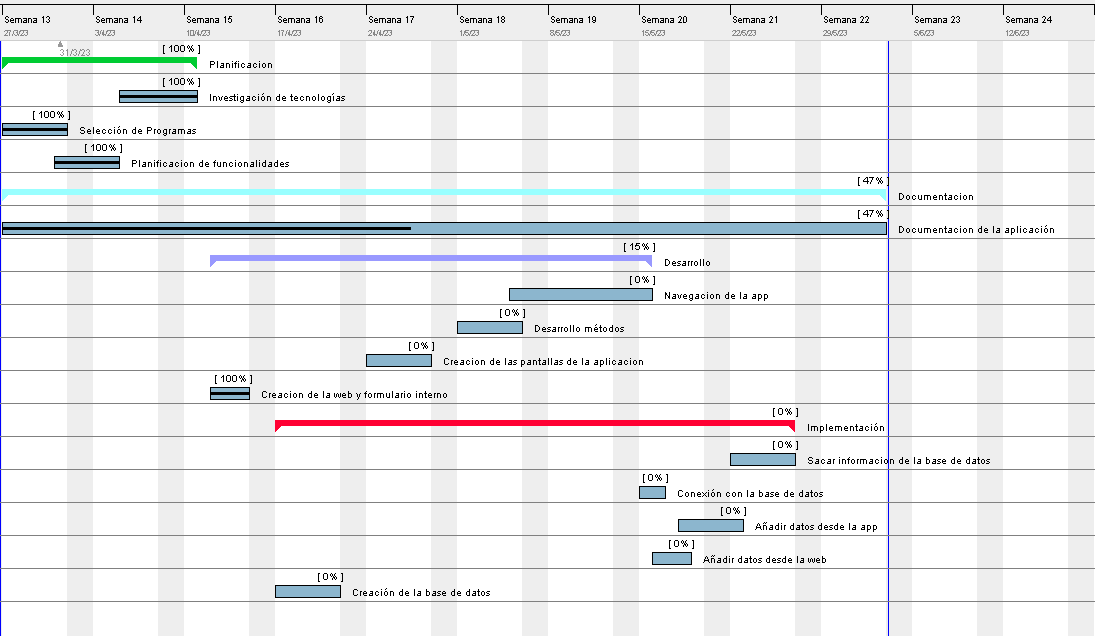 Semana 13 Semana 14 Semana 15 Semana 16 Semana 17 Semana 18 Semana 19 Semana 20 Semana 21 Semana 22 Semana 23 Semana 24
27/3/23 3/4/23 10/4/23 17/4/23 24/4/23 1/5/23 8/5/23 15/5/23 22/5/23 29/5/23 5/6/23 12/6/23
31/3/23
[ 100% ]
Planificacion
[ 100% ]
Investigación de tecnologías
[ 100% ]
Selección de Programas
[ 100% ]
Planificacion de funcionalidades
[ 47% ]
Documentacion
[ 47% ]
Documentacion de la aplicación
[ 15% ]
Desarrollo
[ 0% ]
Navegacion de la app
[ 0% ]
Desarrollo métodos
[ 0% ]
Creacion de las pantallas de la aplicacion
[ 100% ]
Creacion de la web y formulario interno
[ 0% ]
Implementación
[ 0% ]
Sacar informacion de la base de datos
[ 0% ]
Conexión con la base de datos
[ 0% ]
Añadir datos desde la app
[ 0% ]
Añadir datos desde la web
[ 0% ]
Creación de la base de datos